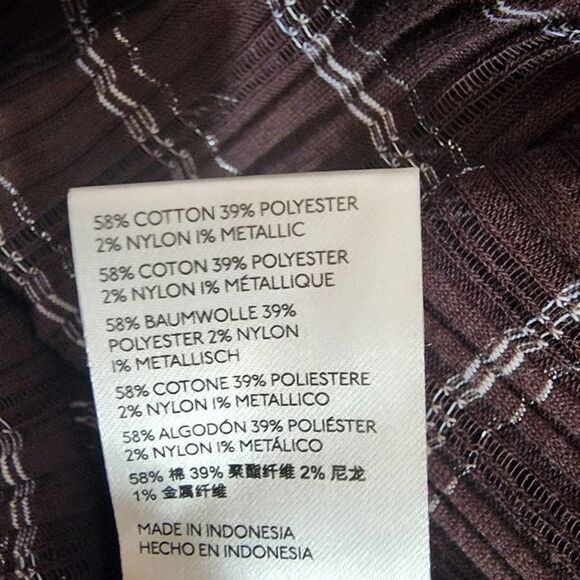 58% COTTON 39% POLYESTER
2% NYLON 1% METALLIC
58% COTON 39% POLYESTER
2% NYLON 1% MÉTALLIQUE
58% BAUMWOLLE 39%
POLYESTER 2% NYLON
1% METALLISCH
58% COTONE 39% POLIESTERE
2% NYLON 1% METALLICO
58% ALGODÓN 39% POLIÉSTER
2% NYLON 1% METÁLICO
58% 棉 39% 聚酯纤维 2% 尼龙
1% 金属纤维
MADE IN INDONESIA
HECHO EN INDONESIA